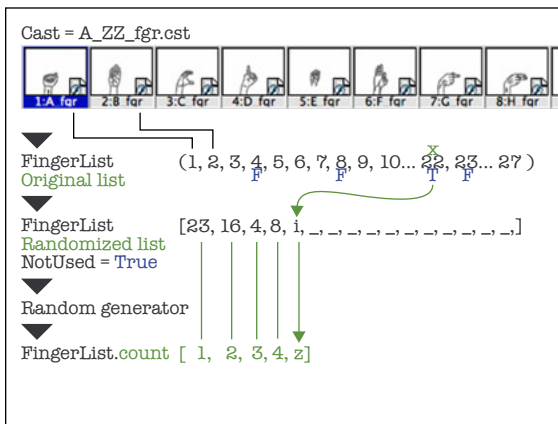 Cast = A_ZZ_fgr.cst
1:A fgr 2:B fgr 3:C fgr 4:D fgr 5:E fgr 6:F fgr 7:G fgr 8:H fgr
x
FingerList (1, 2, 3, 4, 5, 6, 7, 8, 9, 10... 22, 23... 27 )
Original list F F T F
FingerList [23, 16, 4, 8, i, _, _, _, _, _, _, _, _, _, _, _,]
Randomized list
NotUsed = True
Random generator
FingerList.count [ 1, 2, 3, 4, z]